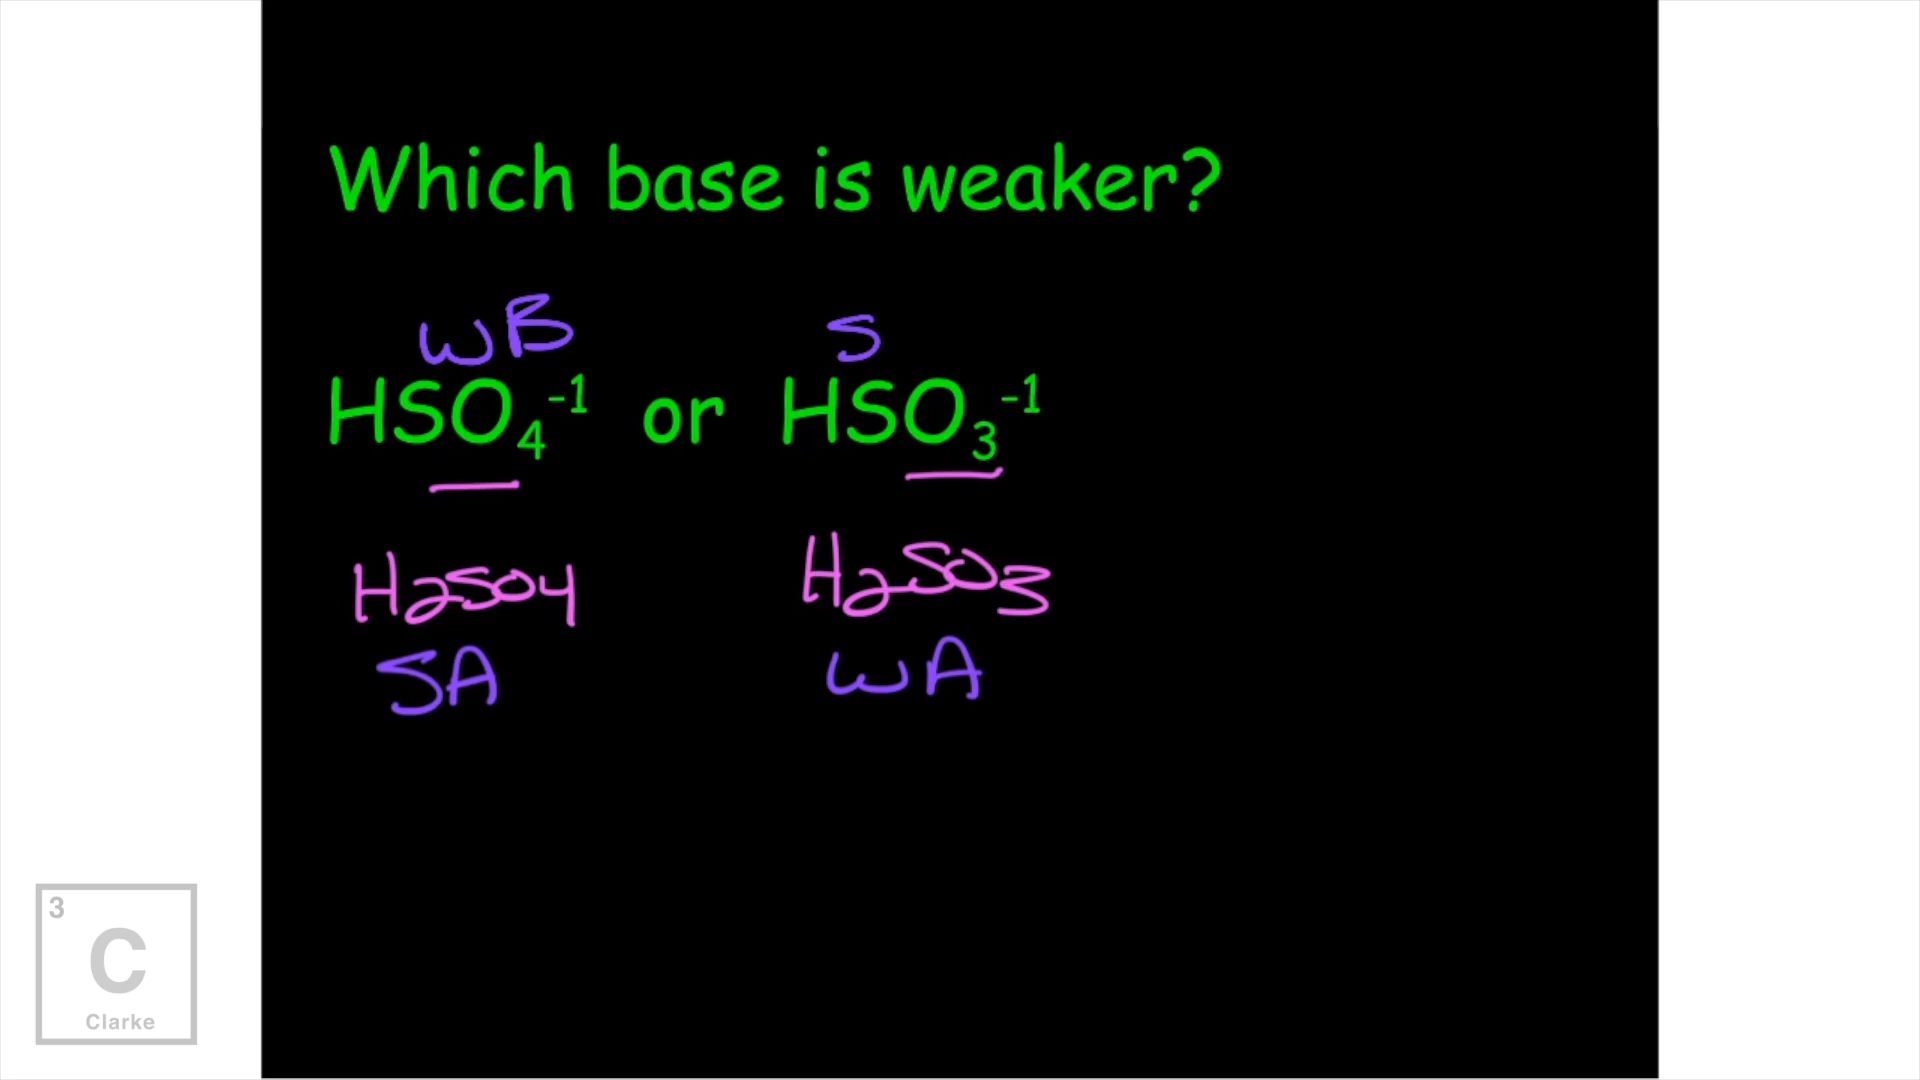 Which base is weaker?
WB S
HSO₄⁻¹ or HSO₃⁻¹
H₂SO₄ H₂SO₃
SA WA
3
C
Clarke